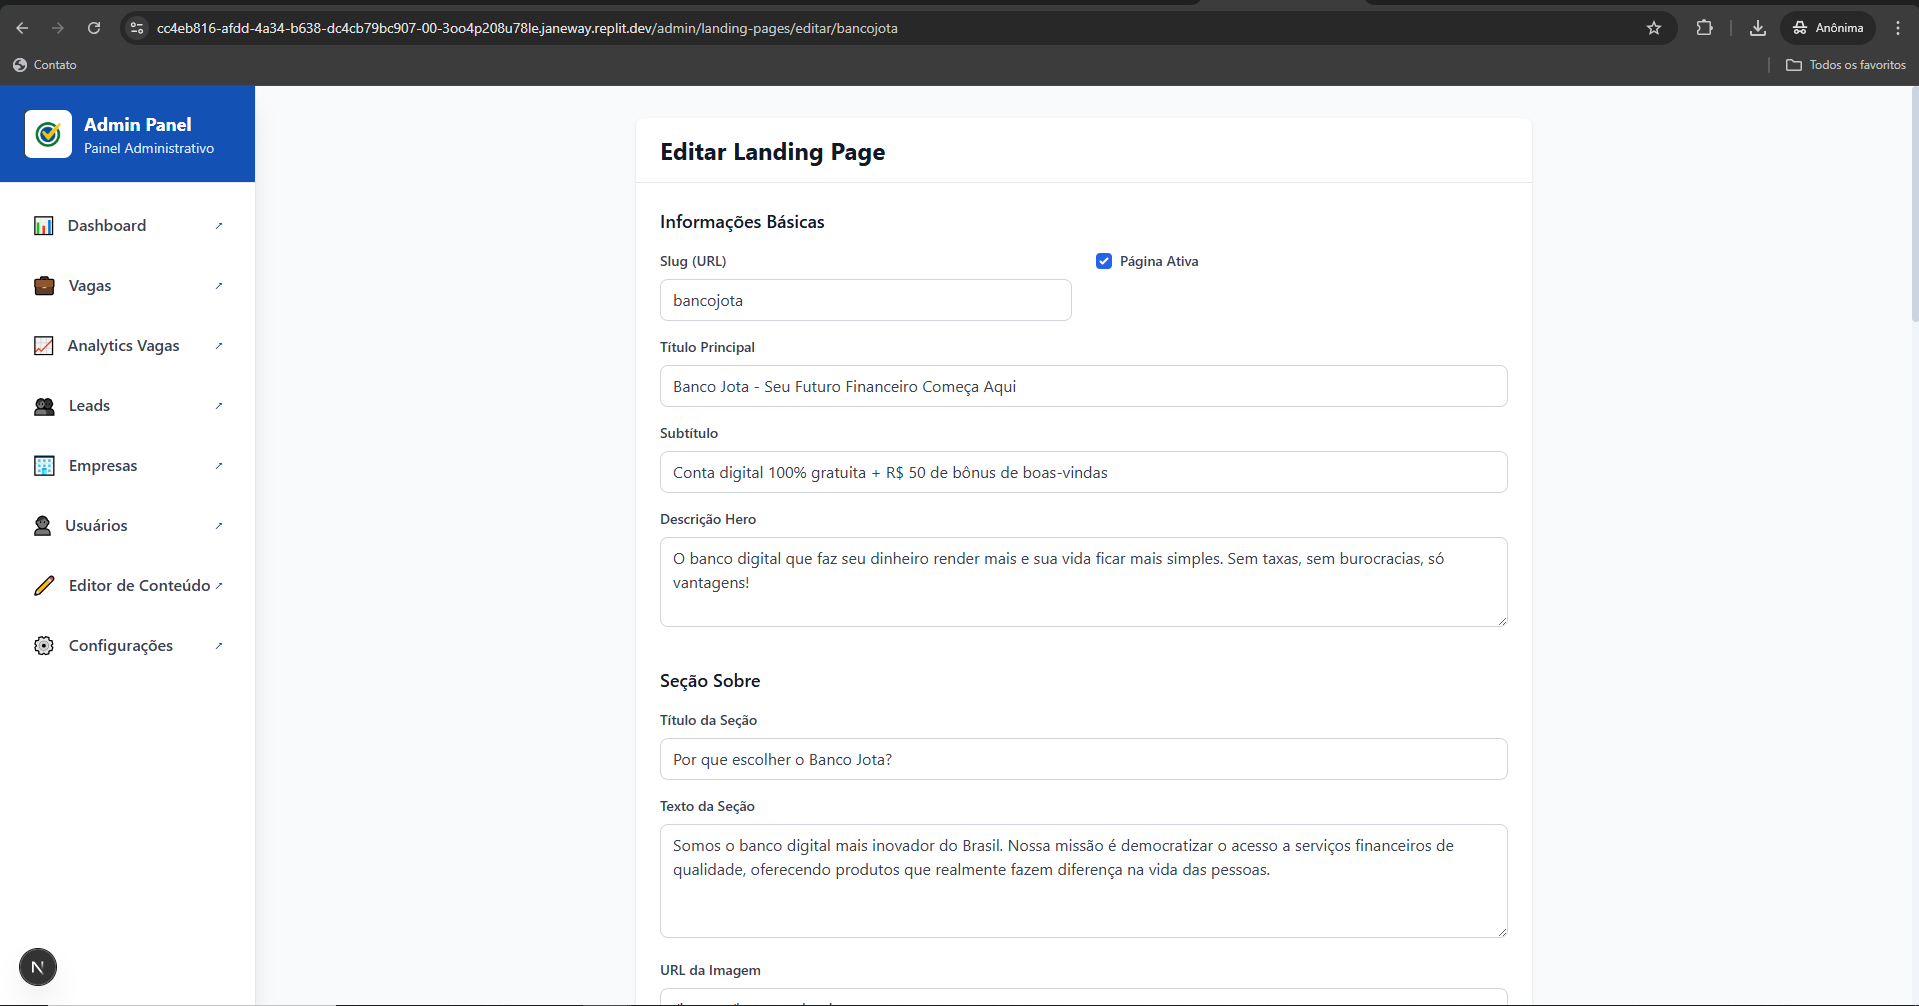 cc4eb816-afdd-4a34-b638-dc4cb79bc907-00-3oo4p208u78le.janeway.replit.dev/admin/landing-pages/editar/bancojota
Anônima
Contato
Todos os favoritos
Admin Panel
Painel Administrativo
Dashboard
Vagas
Analytics Vagas
Leads
Empresas
Usuários
Editor de Conteúdo
Configurações
N
Editar Landing Page
Informações Básicas
Slug (URL)
Página Ativa
bancojota
Título Principal
Banco Jota - Seu Futuro Financeiro Começa Aqui
Subtítulo
Conta digital 100% gratuita + R$ 50 de bônus de boas-vindas
Descrição Hero
O banco digital que faz seu dinheiro render mais e sua vida ficar mais simples. Sem taxas, sem burocracias, só
vantagens!
Seção Sobre
Título da Seção
Por que escolher o Banco Jota?
Texto da Seção
Somos o banco digital mais inovador do Brasil. Nossa missão é democratizar o acesso a serviços financeiros de
qualidade, oferecendo produtos que realmente fazem diferença na vida das pessoas.
URL da Imagem